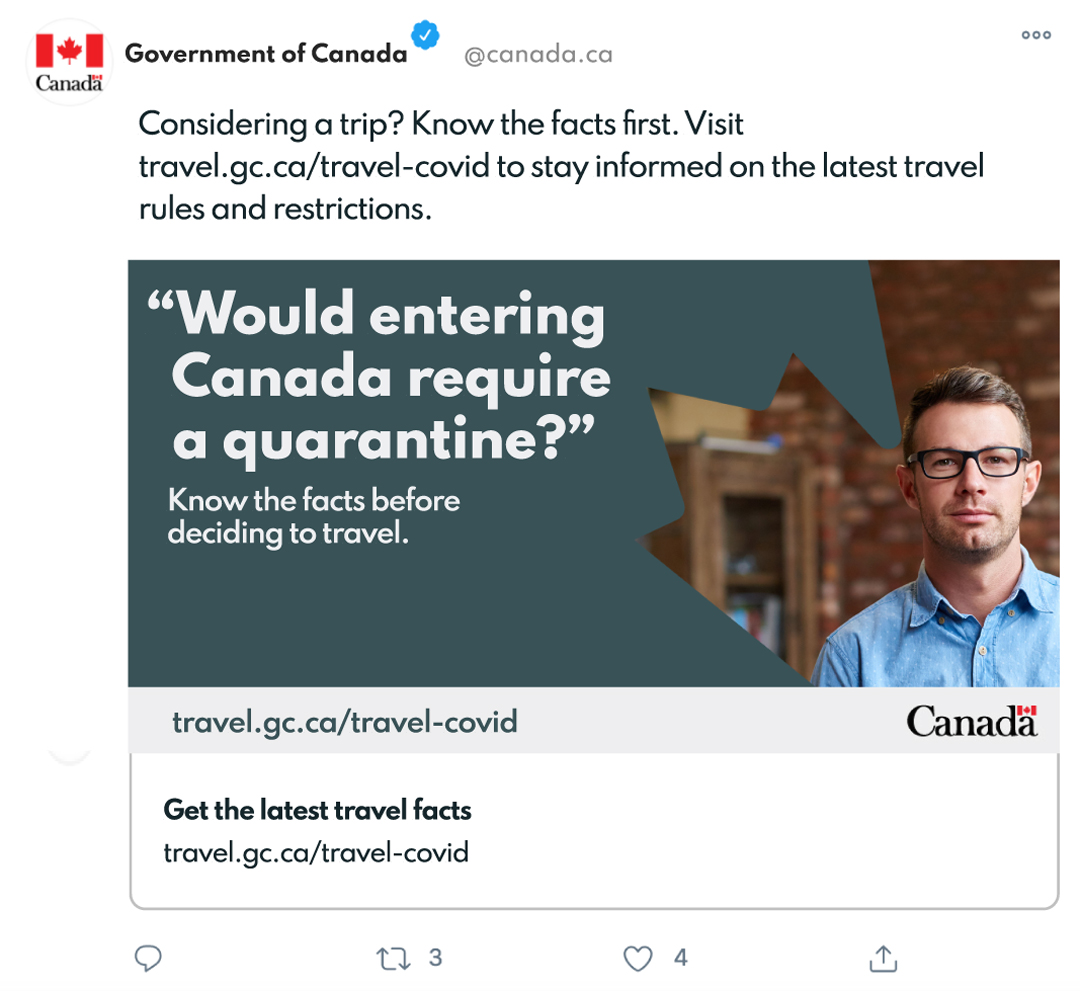 Canada
Government of Canada @canada.ca
Considering a trip? Know the facts first. Visit
travel.gc.ca/travel-covid to stay informed on the latest travel
rules and restrictions.
“Would entering
Canada require
a quarantine?”
Know the facts before
deciding to travel.
travel.gc.ca/travel-covid
Canada
Get the latest travel facts
travel.gc.ca/travel-covid
3
4